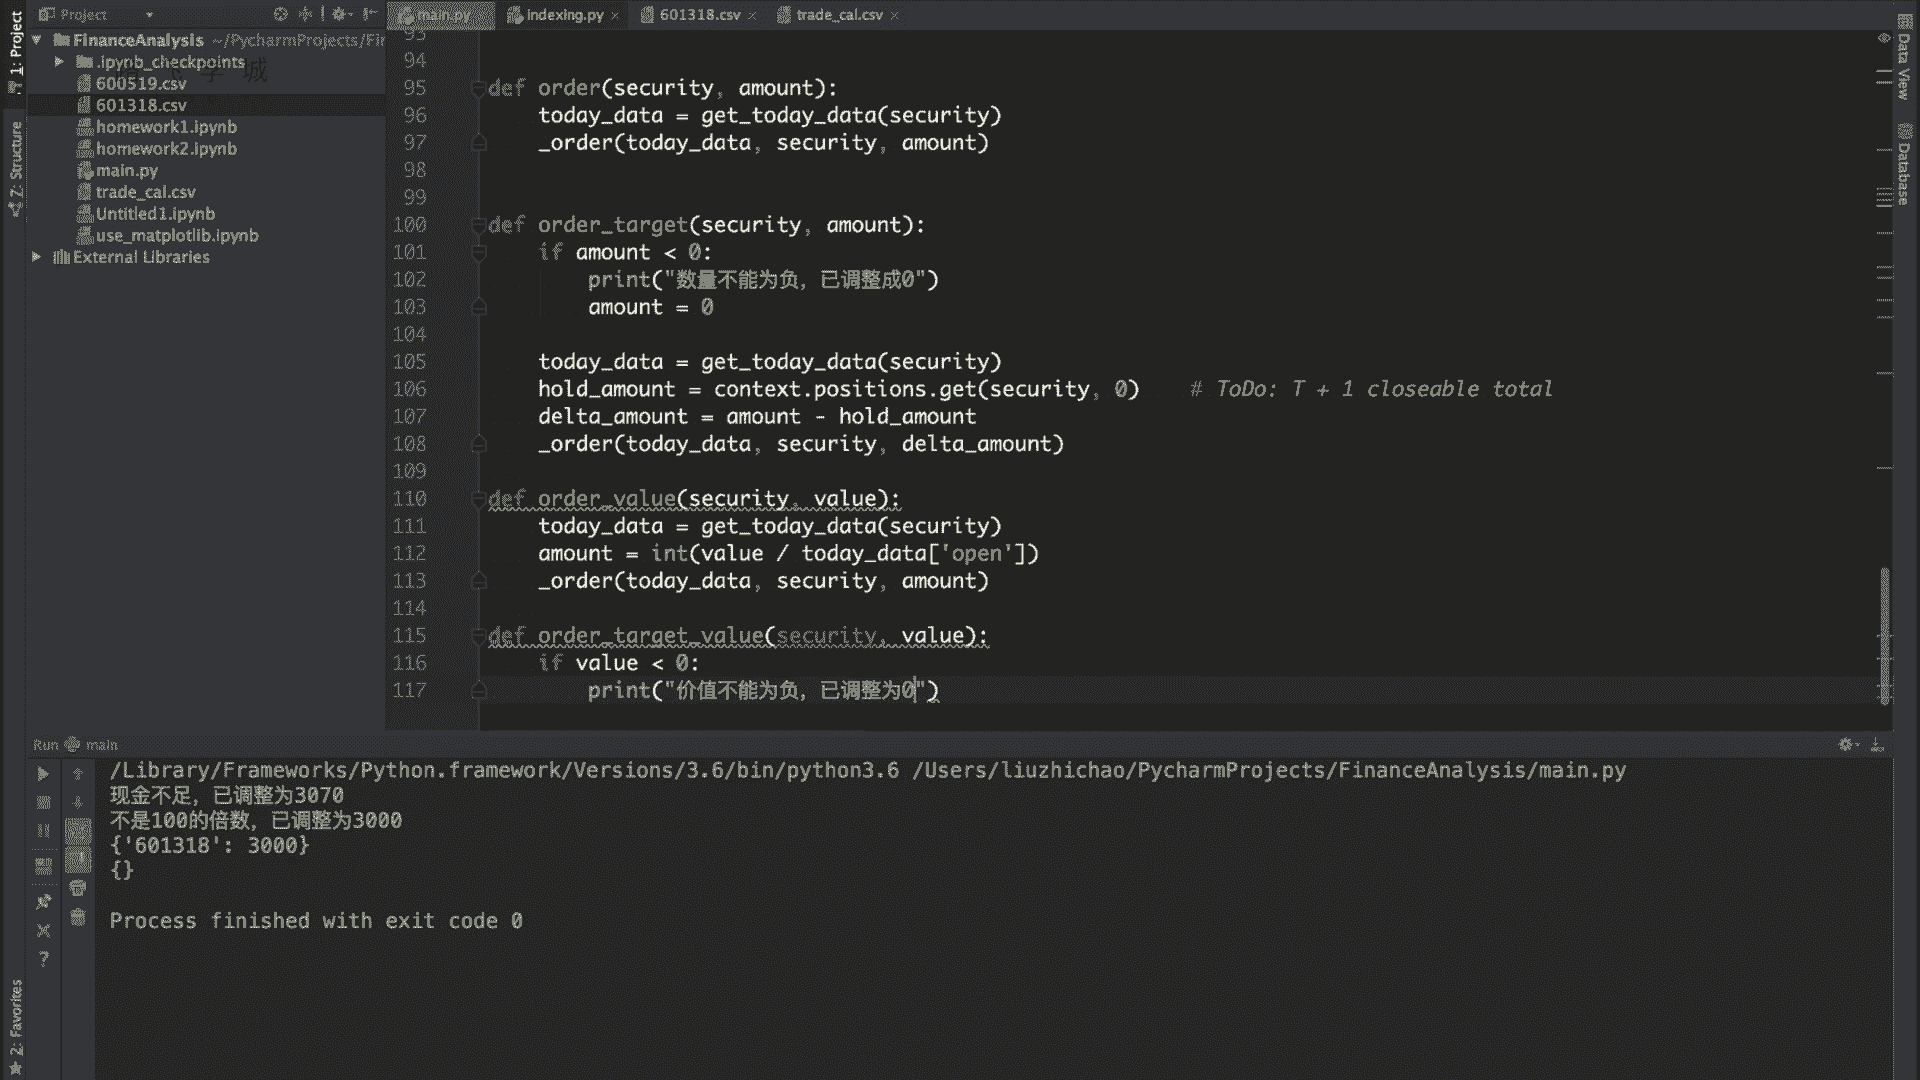 Project
main.py
indexing.py
601318.csv
trade_cal.csv
1: Project
FinanceAnalysis ~/PycharmProjects/Fin
.ipynb_checkpoints
600519.csv
601318.csv
homework1.ipynb
homework2.ipynb
main.py
trade_cal.csv
Untitled1.ipynb
use_matplotlib.ipynb
External Libraries
Z: Structure
2: Favorites
Data View
Database
93
94
95 def order(security, amount):
96 today_data = get_today_data(security)
97 _order(today_data, security, amount)
98
99
100 def order_target(security, amount):
101 if amount < 0:
102 print("数量不能为负，已调整成0")
103 amount = 0
104
105 today_data = get_today_data(security)
106 hold_amount = context.positions.get(security, 0) # ToDo: T + 1 closeable total
107 delta_amount = amount - hold_amount
108 _order(today_data, security, delta_amount)
109
110 def order_value(security, value):
111 today_data = get_today_data(security)
112 amount = int(value / today_data['open'])
113 _order(today_data, security, amount)
114
115 def order_target_value(security, value):
116 if value < 0:
117 print("价值不能为负，已调整为0")
Run main
/Library/Frameworks/Python.framework/Versions/3.6/bin/python3.6 /Users/liuzhichao/PycharmProjects/FinanceAnalysis/main.py
现金不足，已调整为3070
不是100的倍数，已调整为3000
{'601318': 3000}
{}
Process finished with exit code 0